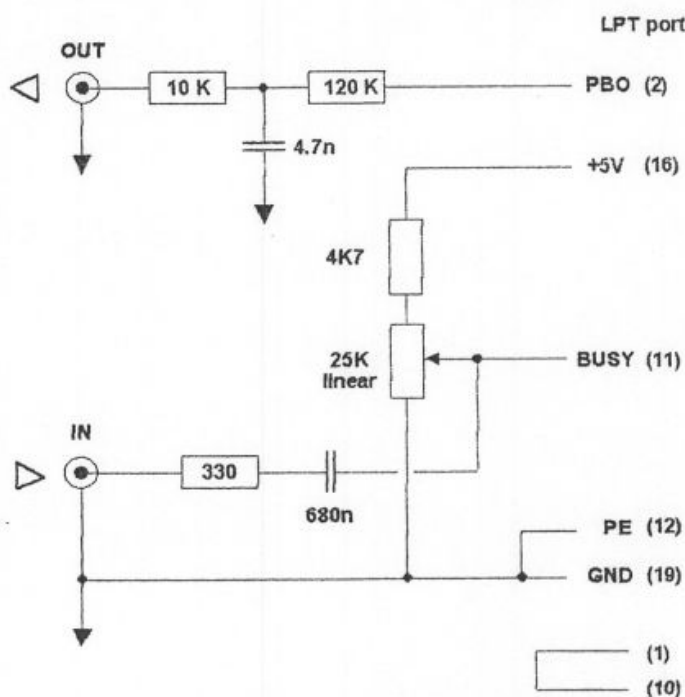 LPT port
OUT
10 K
120 K
PBO (2)
4.7n
+5V (16)
4K7
25K
linear
BUSY (11)
IN
330
680n
PE (12)
GND (19)
(1)
(10)